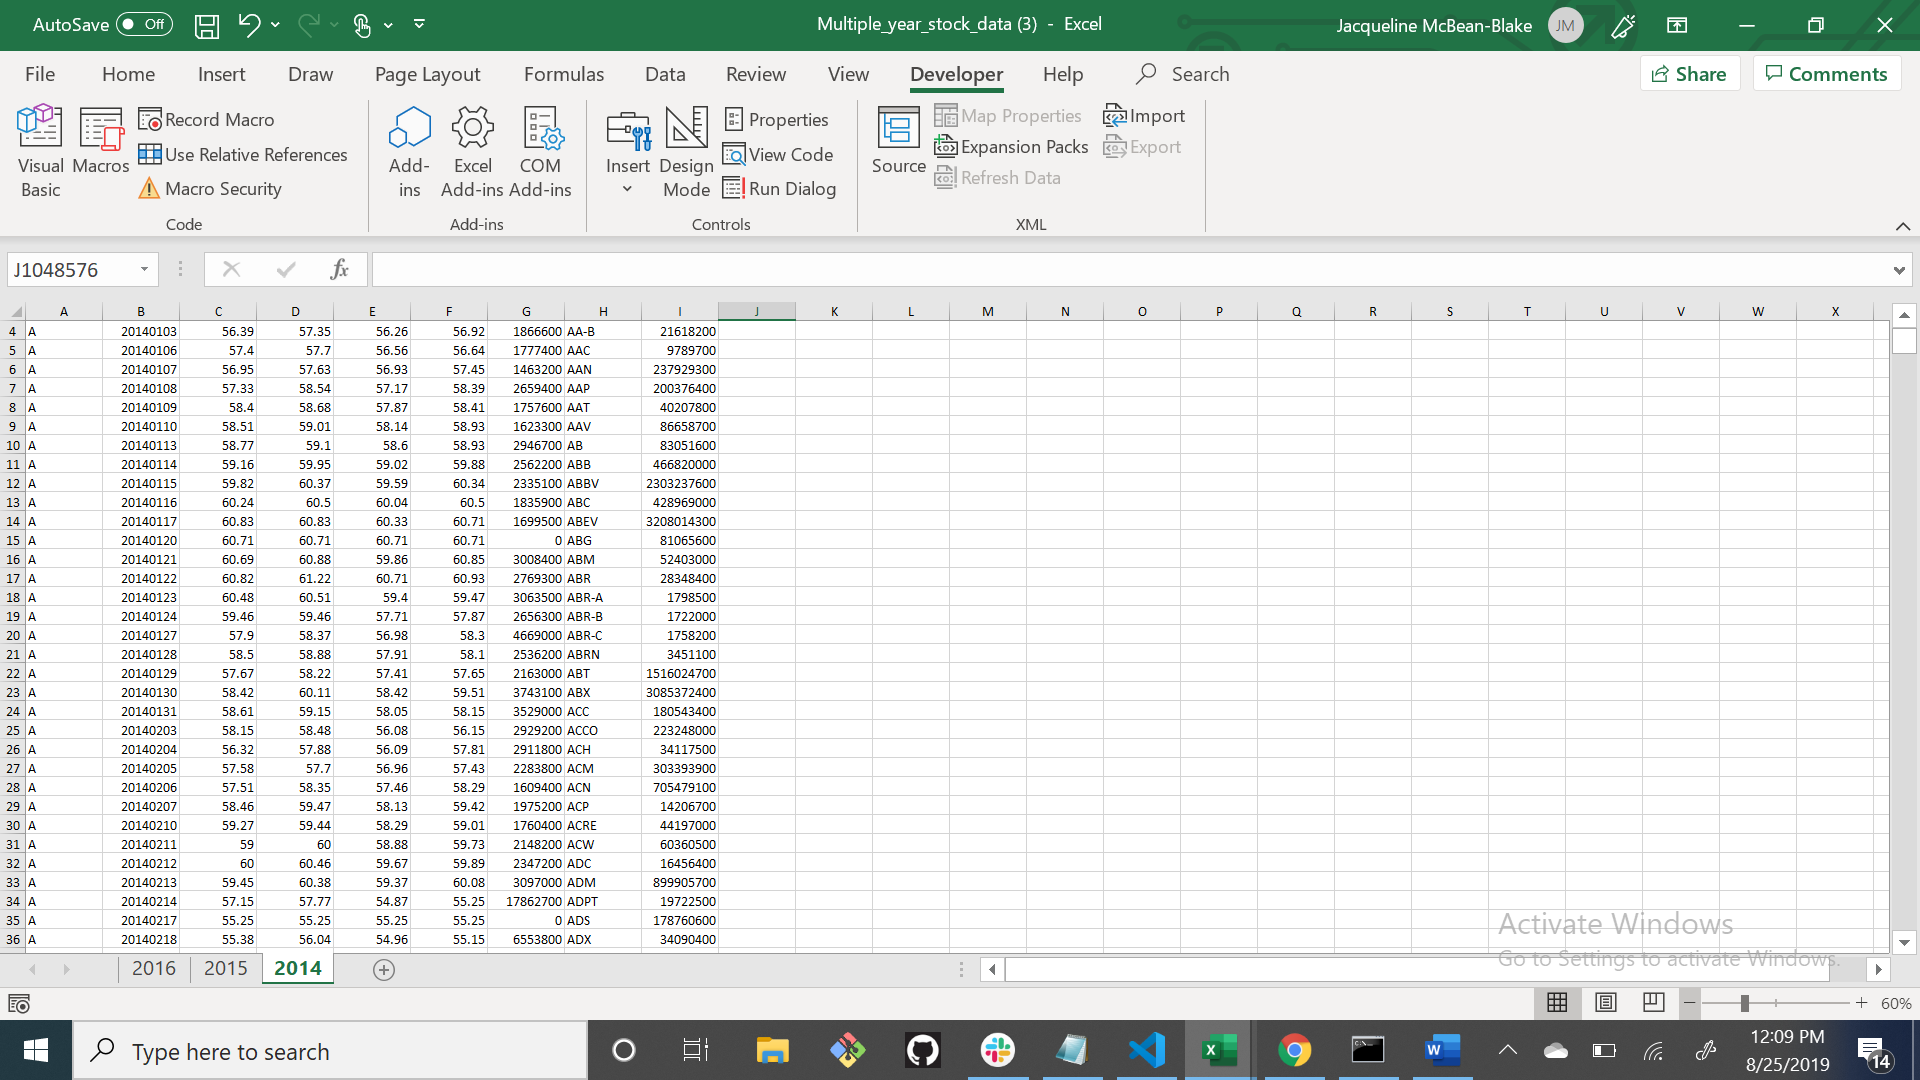 AutoSave Off Multiple_year_stock_data (3) - Excel Jacqueline McBean-Blake JM
File Home Insert Draw Page Layout Formulas Data Review View Developer Help Search Share Comments
Visual Basic
Macros
Record Macro
Use Relative References
Macro Security
Code
Add-ins
Excel Add-ins
COM Add-ins
Add-ins
Insert
Design Mode
Properties
View Code
Run Dialog
Controls
Source
Map Properties
Expansion Packs
Refresh Data
Import
Export
XML
J1048576 fx
A B C D E F G H I J K L M N O P Q R S T U V W X
4 A 20140103 56.39 57.35 56.26 56.92 1866600 AA-B 21618200
5 A 20140106 57.4 57.7 56.56 56.64 1777400 AAC 9789700
6 A 20140107 56.95 57.63 56.93 57.45 1463200 AAN 237929300
7 A 20140108 57.33 58.54 57.17 58.39 2659400 AAP 200376400
8 A 20140109 58.4 58.68 57.87 58.41 1757600 AAT 40207800
9 A 20140110 58.51 59.01 58.14 58.93 1623300 AAV 86658700
10 A 20140113 58.77 59.1 58.6 58.93 2946700 AB 83051600
11 A 20140114 59.16 59.95 59.02 59.88 2562200 ABB 466820000
12 A 20140115 59.82 60.37 59.59 60.34 2335100 ABBV 2303237600
13 A 20140116 60.24 60.5 60.04 60.5 1835900 ABC 428969000
14 A 20140117 60.83 60.83 60.33 60.71 1699500 ABEV 3208014300
15 A 20140120 60.71 60.71 60.71 60.71 0 ABG 81065600
16 A 20140121 60.69 60.88 59.86 60.85 3008400 ABM 52403000
17 A 20140122 60.82 61.22 60.71 60.93 2769300 ABR 28348400
18 A 20140123 60.48 60.51 59.4 59.47 3063500 ABR-A 1798500
19 A 20140124 59.46 59.46 57.71 57.87 2656300 ABR-B 1722000
20 A 20140127 57.9 58.37 56.98 58.3 4669000 ABR-C 1758200
21 A 20140128 58.5 58.88 57.91 58.1 2536200 ABRN 3451100
22 A 20140129 57.67 58.22 57.41 57.65 2163000 ABT 1516024700
23 A 20140130 58.42 60.11 58.42 59.51 3743100 ABX 3085372400
24 A 20140131 58.61 59.15 58.05 58.15 3529000 ACC 180543400
25 A 20140203 58.15 58.48 56.08 56.15 2929200 ACCO 223248000
26 A 20140204 56.32 57.88 56.09 57.81 2911800 ACH 34117500
27 A 20140205 57.58 57.7 56.96 57.43 2283800 ACM 303393900
28 A 20140206 57.51 58.35 57.46 58.29 1609400 ACN 705479100
29 A 20140207 58.46 59.47 58.13 59.42 1975200 ACP 14206700
30 A 20140210 59.27 59.44 58.29 59.01 1760400 ACRE 44197000
31 A 20140211 59 60 58.88 59.73 2148200 ACW 60360500
32 A 20140212 60 60.46 59.67 59.89 2347200 ADC 16456400
33 A 20140213 59.45 60.38 59.37 60.08 3097000 ADM 899905700
34 A 20140214 57.15 57.77 54.87 55.25 17862700 ADPT 19722500
35 A 20140217 55.25 55.25 55.25 55.25 0 ADS 178760600
36 A 20140218 55.38 56.04 54.96 55.15 6553800 ADX 34090400
Activate Windows
Go to Settings to activate Windows.
2016 2015 2014
60%
Type here to search
12:09 PM
8/25/2019
14